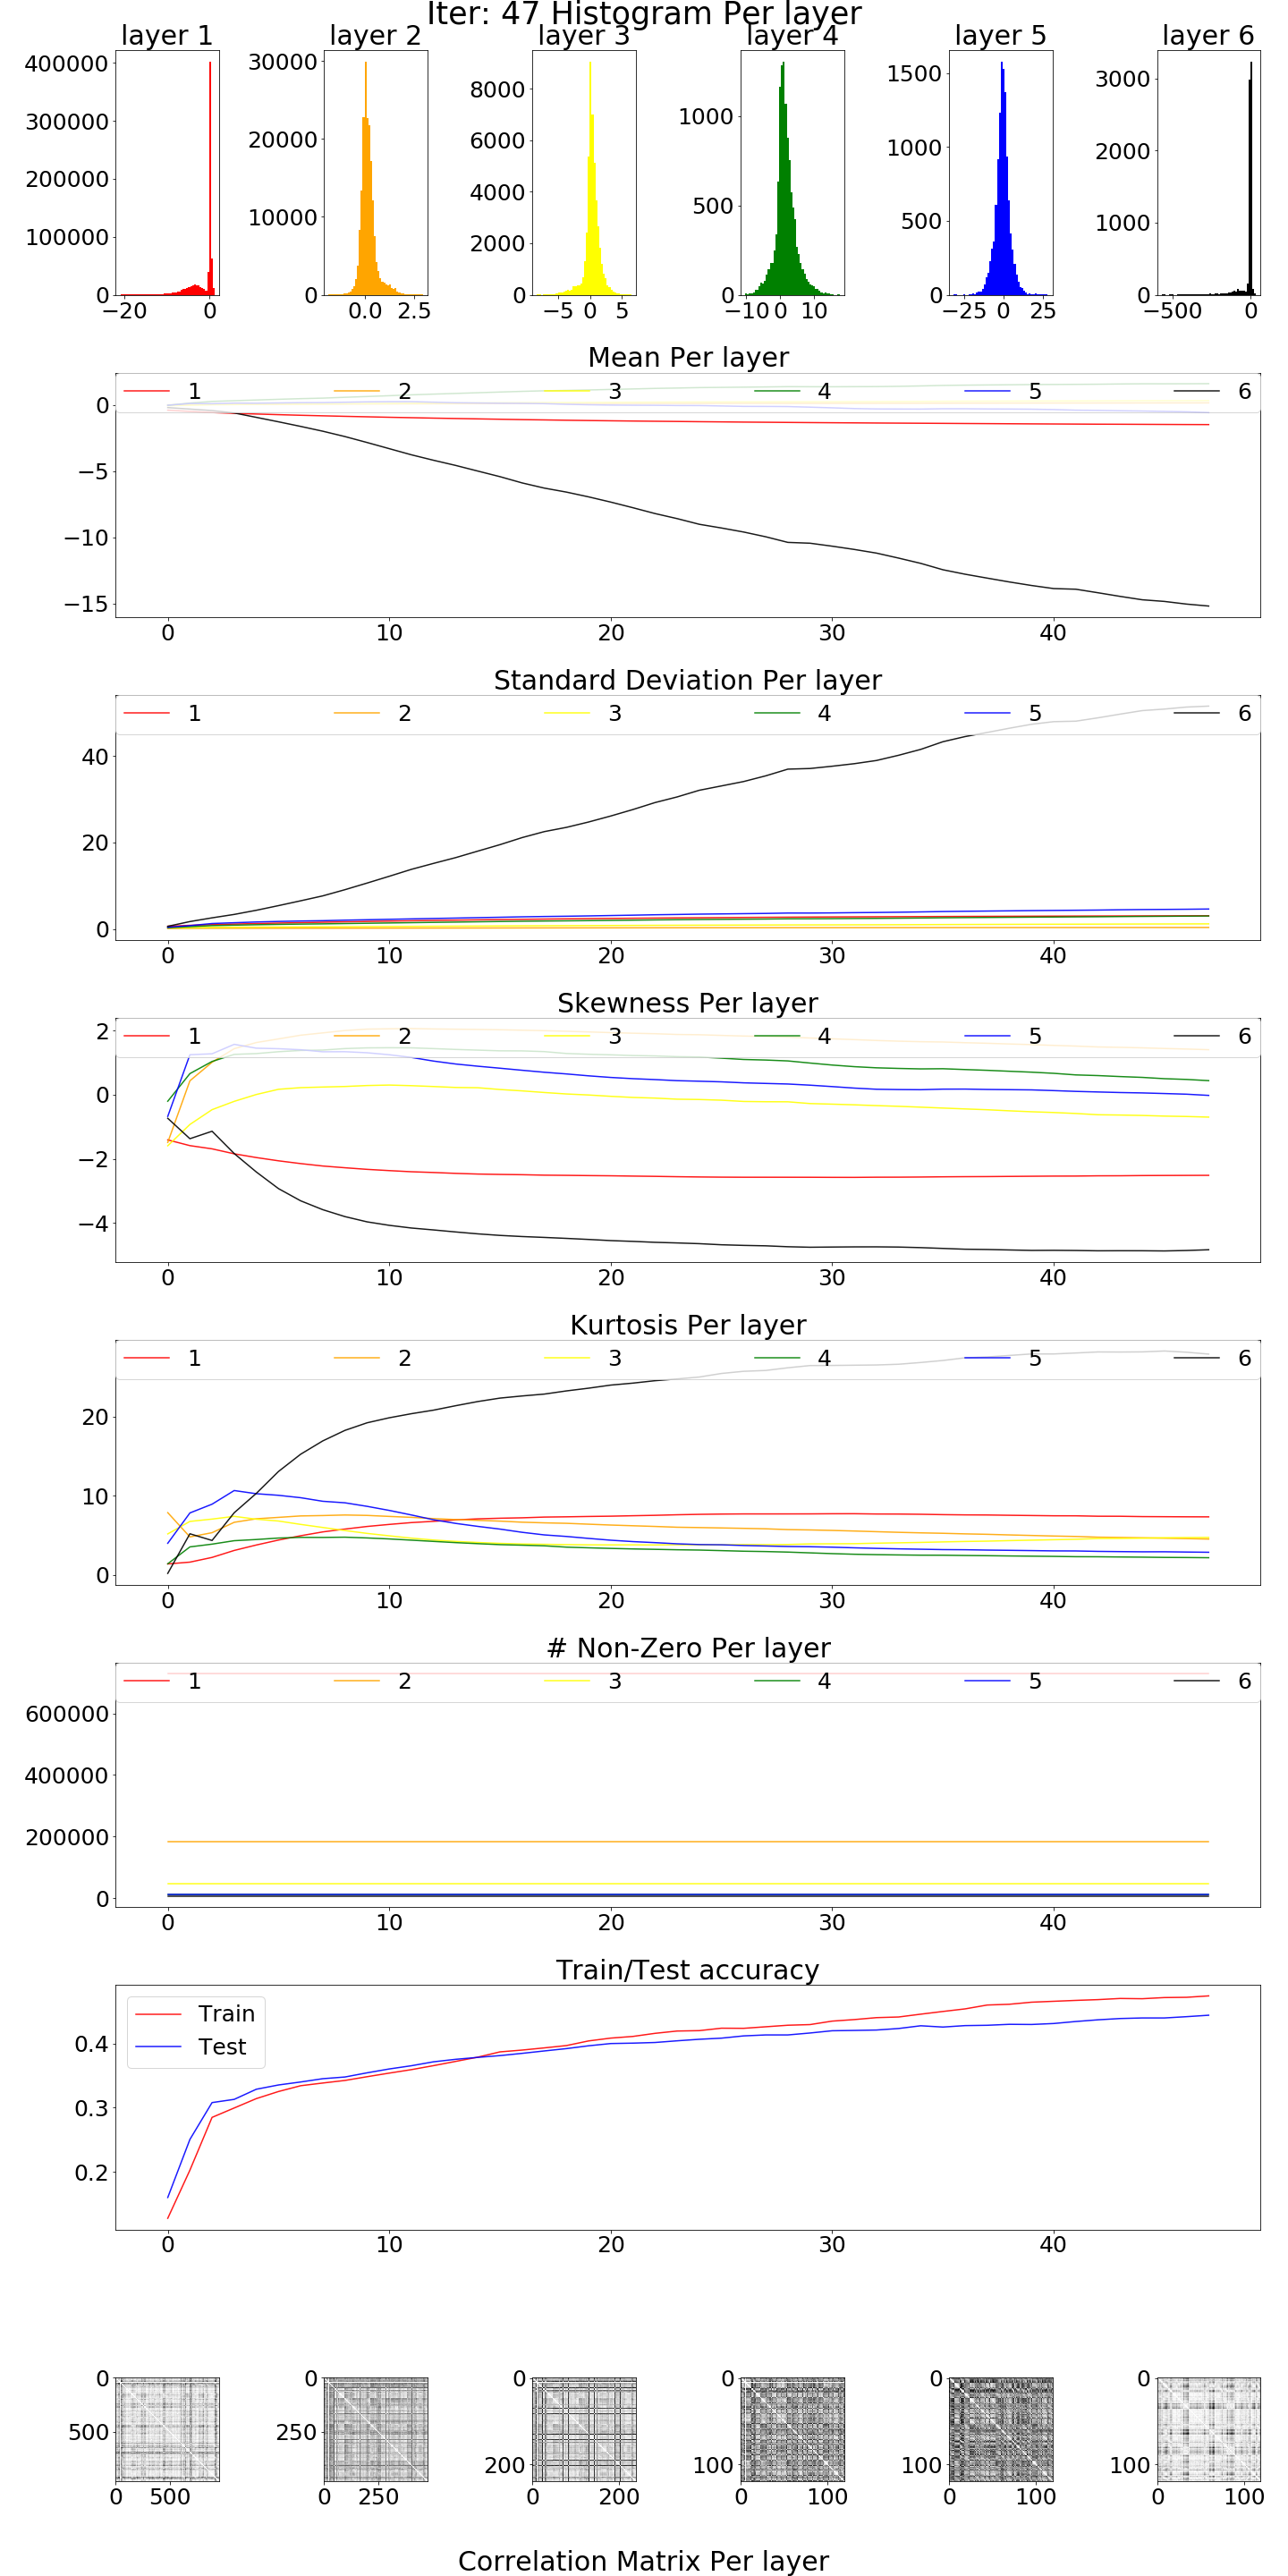 Iter: 47 Histogram Per layer
layer 1 layer 2 layer 3 layer 4 layer 5 layer 6
400000
300000
200000
100000
0
−20 0
30000
20000
10000
0
0.0 2.5
8000
6000
4000
2000
0
−5 0 5
1000
500
0
−10 0 10
1500
1000
500
0
−25 0 25
3000
2000
1000
0
−500 0
Mean Per layer
1 2 3 4 5 6
0
−5
−10
−15
0 10 20 30 40
Standard Deviation Per layer
1 2 3 4 5 6
40
20
0
0 10 20 30 40
Skewness Per layer
1 2 3 4 5 6
2
0
−2
−4
0 10 20 30 40
Kurtosis Per layer
1 2 3 4 5 6
20
10
0
0 10 20 30 40
# Non-Zero Per layer
1 2 3 4 5 6
600000
400000
200000
0
0 10 20 30 40
Train/Test accuracy
Train
Test
0.4
0.3
0.2
0 10 20 30 40
0
500
0 500
0
250
0 250
0
200
0 200
0
100
0 100
0
100
0 100
0
100
0 100
Correlation Matrix Per layer